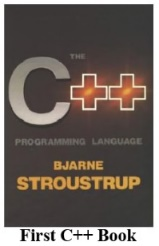 THE
C++
PROGRAMMING LANGUAGE
BJARNE
STROUSTRUP
First C++ Book